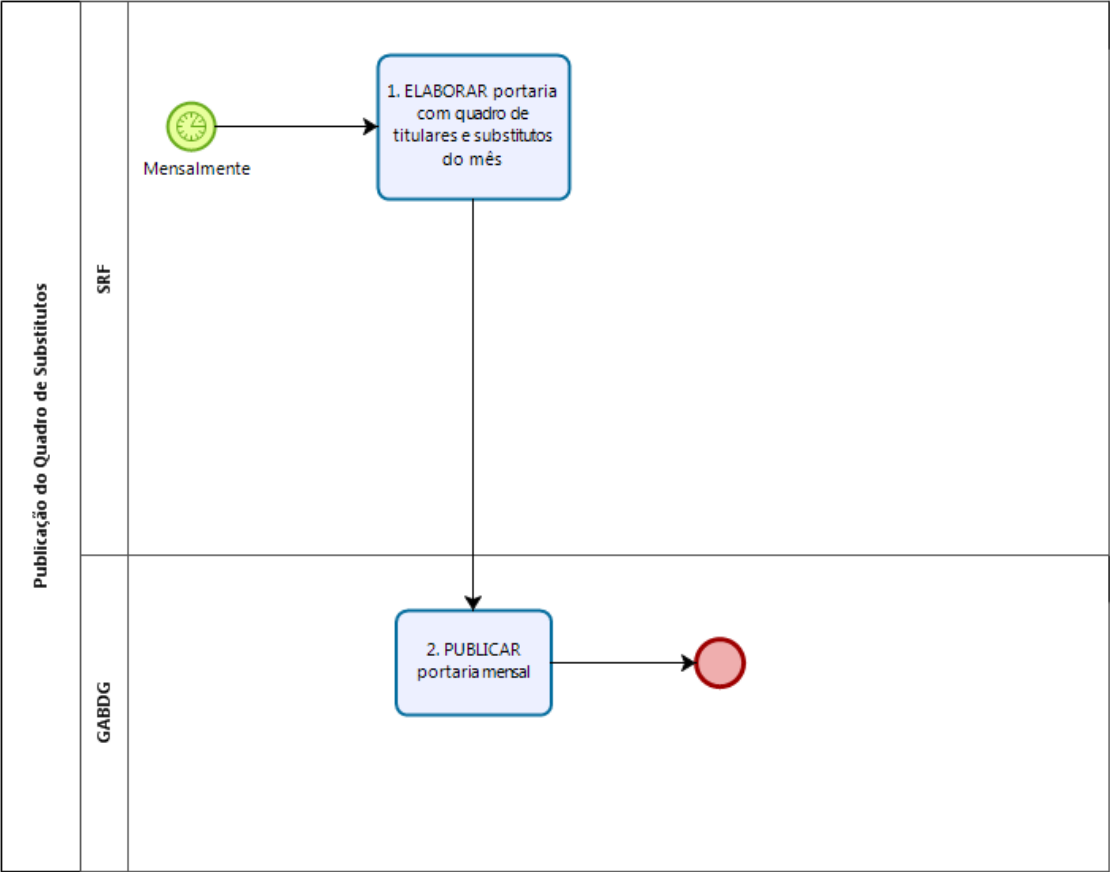 Publicação do Quadro de Substitutos
SRF
Mensalmente
1. ELABORAR portaria
com quadro de
titulares e substitutos
do mês
GABDG
2. PUBLICAR
portaria mensal